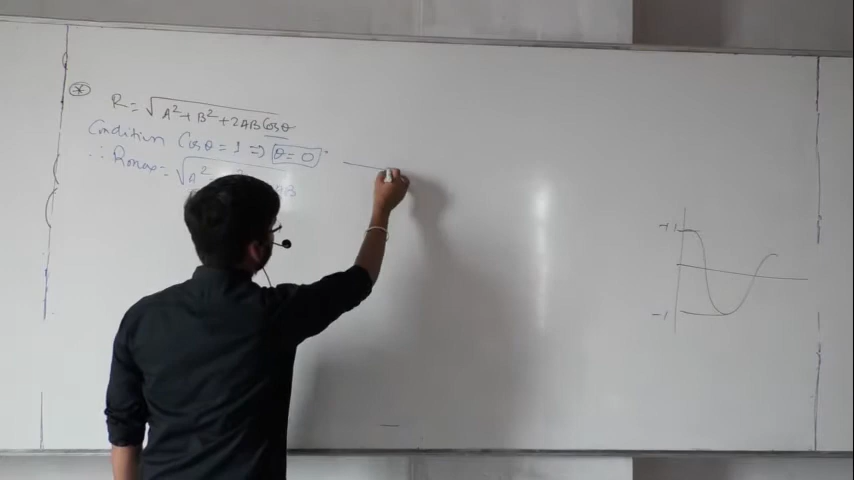 * R = √A² + B² + 2AB Cosθ
Condition Cosθ = 1 => θ = 0°
∴ Rmax = √A²
+1
-1